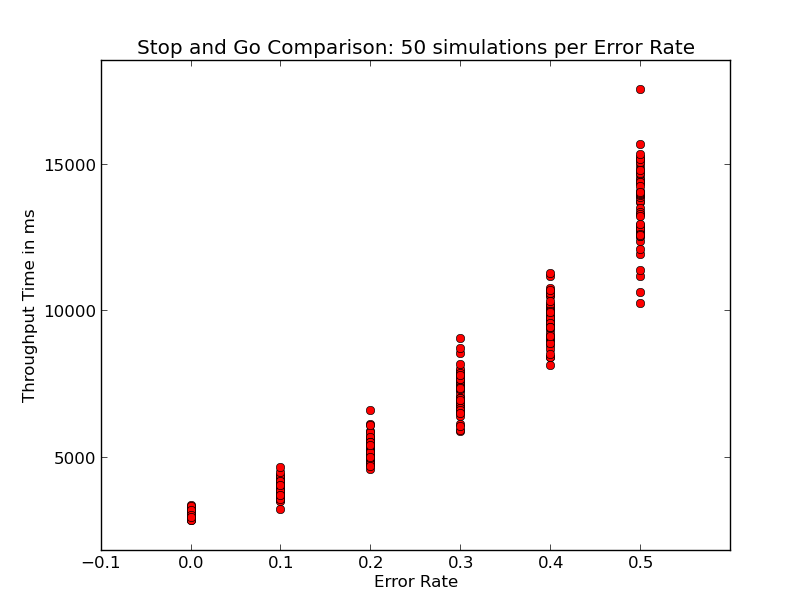 Stop and Go Comparison: 50 simulations per Error Rate
Throughput Time in ms
15000
10000
5000
−0.1 0.0 0.1 0.2 0.3 0.4 0.5
Error Rate